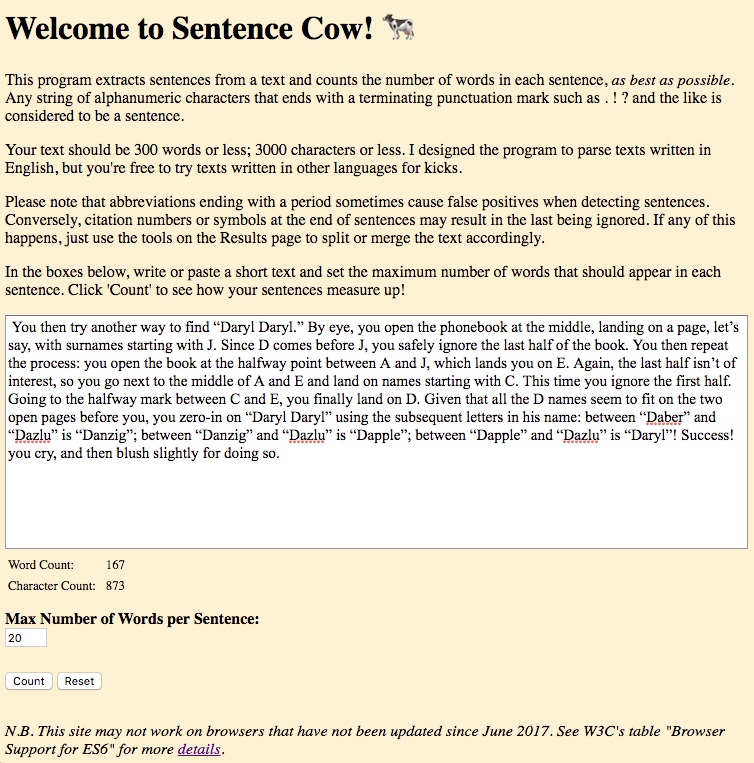 Welcome to Sentence Cow! 🐄
This program extracts sentences from a text and counts the number of words in each sentence, as best as possible.
Any string of alphanumeric characters that ends with a terminating punctuation mark such as . ! ? and the like is
considered to be a sentence.
Your text should be 300 words or less; 3000 characters or less. I designed the program to parse texts written in
English, but you're free to try texts written in other languages for kicks.
Please note that abbreviations ending with a period sometimes cause false positives when detecting sentences.
Conversely, citation numbers or symbols at the end of sentences may result in the last being ignored. If any of this
happens, just use the tools on the Results page to split or merge the text accordingly.
In the boxes below, write or paste a short text and set the maximum number of words that should appear in each
sentence. Click 'Count' to see how your sentences measure up!
You then try another way to find “Daryl Daryl.” By eye, you open the phonebook at the middle, landing on a page, let’s
say, with surnames starting with J. Since D comes before J, you safely ignore the last half of the book. You then repeat
the process: you open the book at the halfway point between A and J, which lands you on E. Again, the last half isn’t of
interest, so you go next to the middle of A and E and land on names starting with C. This time you ignore the first half.
Going to the halfway mark between C and E, you finally land on D. Given that all the D names seem to fit on the two
open pages before you, you zero-in on “Daryl Daryl” using the subsequent letters in his name: between “Daber” and
“Dazlu” is “Danzig”; between “Danzig” and “Dazlu” is “Dapple”; between “Dapple” and “Dazlu” is “Daryl”! Success!
you cry, and then blush slightly for doing so.
Word Count: 167
Character Count: 873
Max Number of Words per Sentence:
20
Count Reset
N.B. This site may not work on browsers that have not been updated since June 2017. See W3C's table "Browser
Support for ES6" for more details.